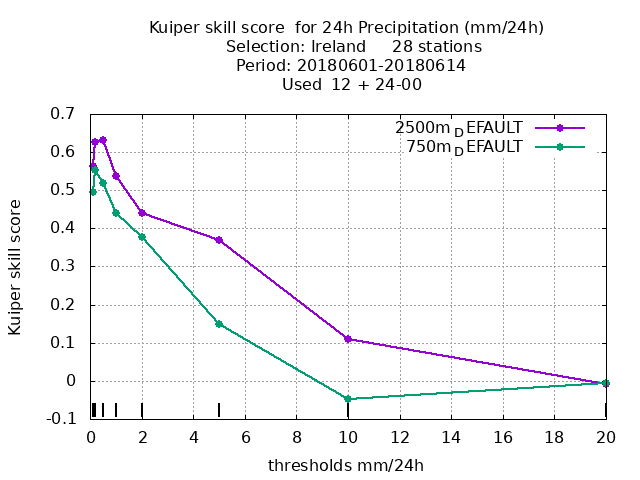 Kuiper skill score  for 24h Precipitation (mm/24h)
Selection: Ireland     28 stations
Period: 20180601-20180614
Used  12 + 24-00
2500m_DEFAULT
750m_DEFAULT
0.7
0.6
0.5
0.4
0.3
0.2
0.1
0
-0.1
Kuiper skill score
0 2 4 6 8 10 12 14 16 18 20
thresholds mm/24h